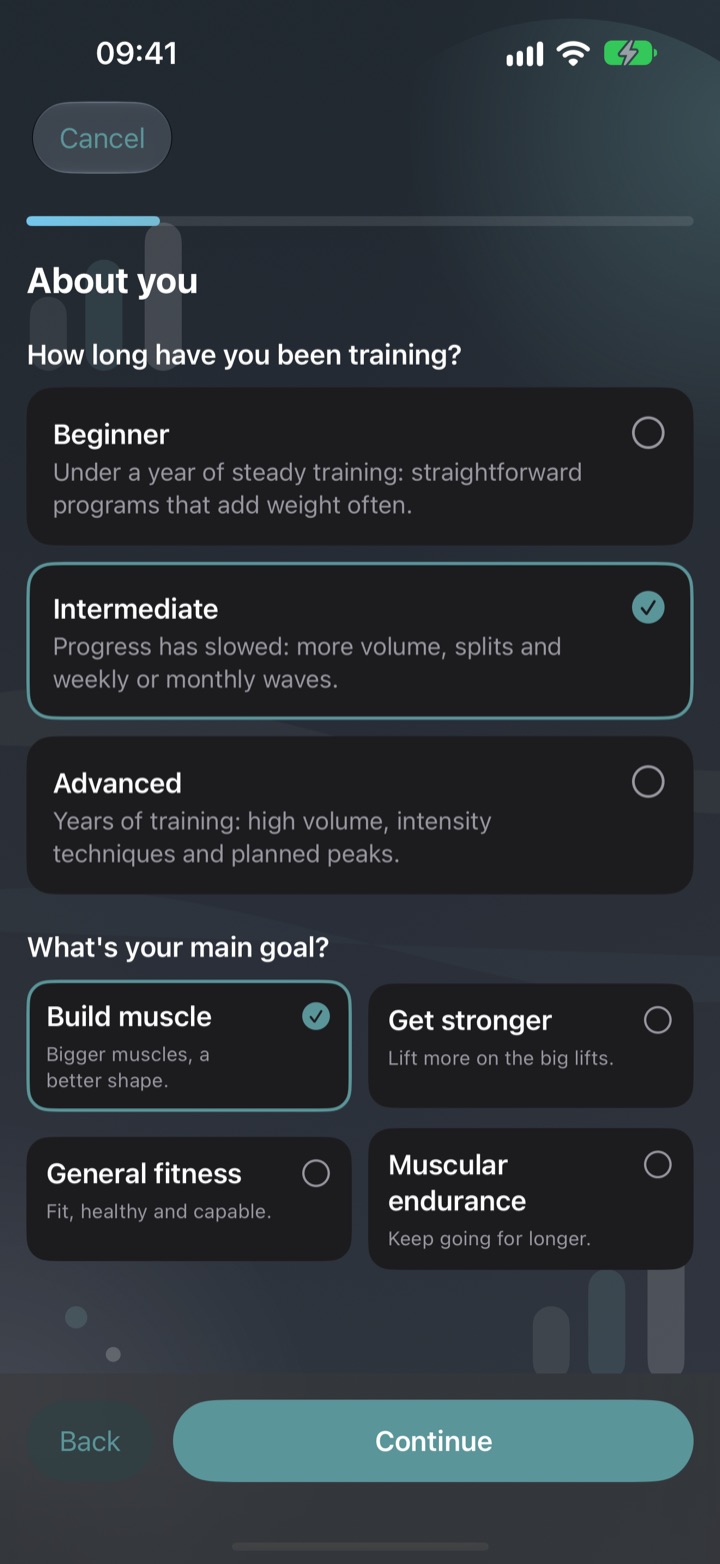 09:41
Cancel
About you
How long have you been training?
Beginner
Under a year of steady training: straightforward
programs that add weight often.
Intermediate
Progress has slowed: more volume, splits and
weekly or monthly waves.
Advanced
Years of training: high volume, intensity
techniques and planned peaks.
What's your main goal?
Build muscle
Bigger muscles, a
better shape.
Get stronger
Lift more on the big lifts.
General fitness
Fit, healthy and capable.
Muscular
endurance
Keep going for longer.
Back
Continue